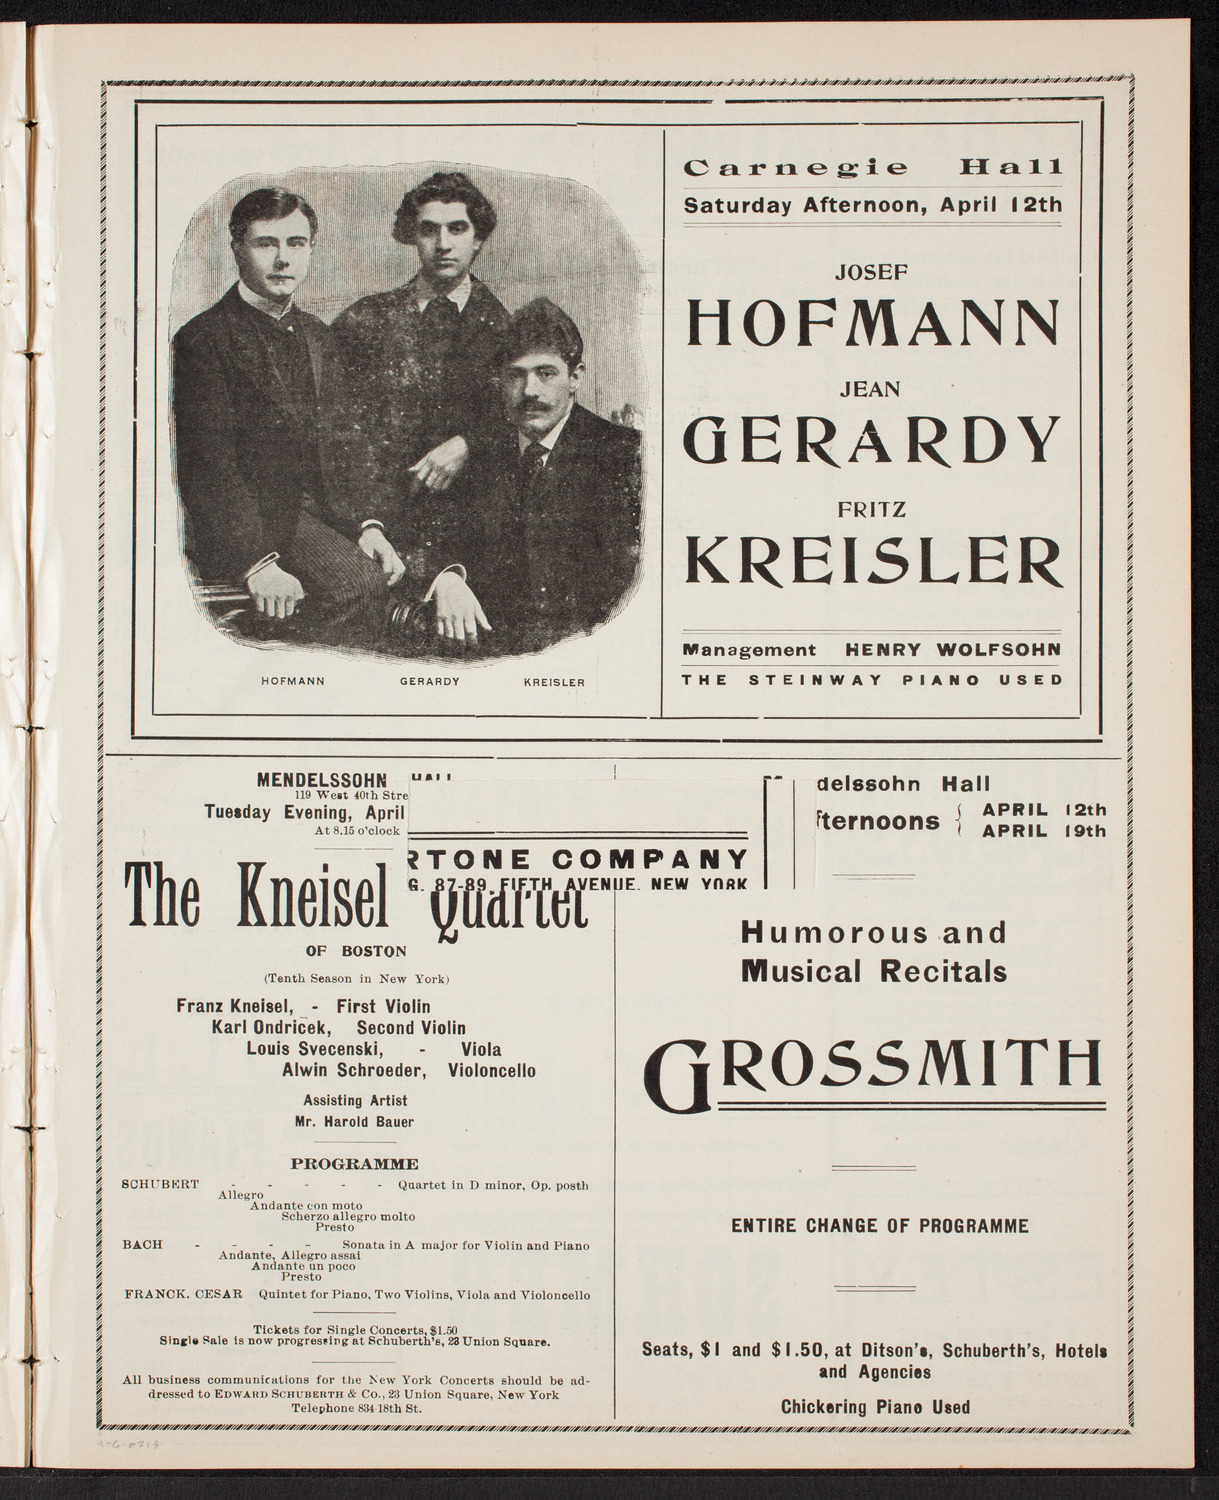 Carnegie Hall
Saturday Afternoon, April 12th
JOSEF
HOFMANN
JEAN
GERARDY
FRITZ
KREISLER
Management HENRY WOLFSOHN
THE STEINWAY PIANO USED
HOFMANN GERARDY KREISLER
MENDELSSOHN HALL
119 West 40th Stre
Tuesday Evening, April
At 8.15 o'clock
RTONE COMPANY
G. 87-89 FIFTH AVENUE. NEW YORK
The Kneisel Quartet
OF BOSTON
(Tenth Season in New York)
Franz Kneisel, - First Violin
Karl Ondricek, Second Violin
Louis Svecenski, - Viola
Alwin Schroeder, Violoncello
Assisting Artist
Mr. Harold Bauer
PROGRAMME
SCHUBERT - - - - - Quartet in D minor, Op. posth
Allegro
Andante con moto
Scherzo allegro molto
Presto
BACH - - - - Sonata in A major for Violin and Piano
Andante, Allegro assai
Andante un poco
Presto
FRANCK. CESAR Quintet for Piano, Two Violins, Viola and Violoncello
Tickets for Single Concerts, $1.50
Single Sale is now progressing at Schuberth's, 23 Union Square.
All business communications for the New York Concerts should be ad-
dressed to EDWARD SCHUBERTH & CO., 23 Union Square, New York
Telephone 834 18th St.
delssohn Hall
fternoons { APRIL 12th
APRIL 19th
Humorous and
Musical Recitals
GROSSMITH
ENTIRE CHANGE OF PROGRAMME
Seats, $1 and $1.50, at Ditson's, Schuberth's, Hotels
and Agencies
Chickering Piano Used